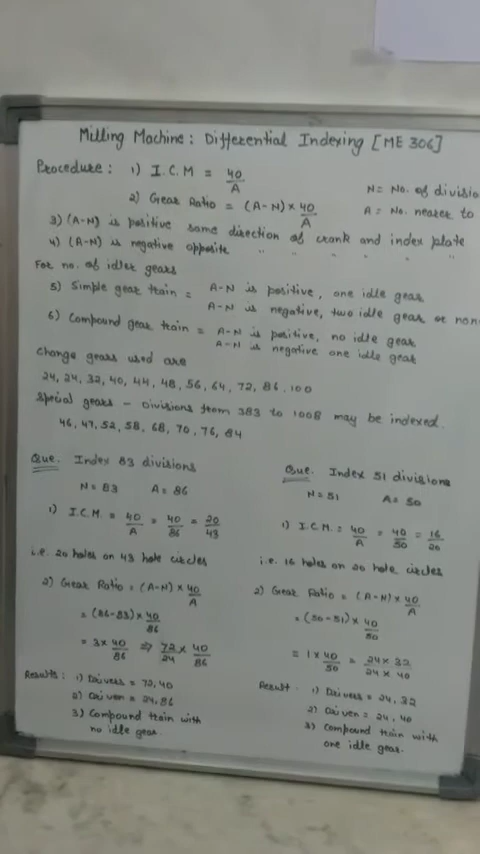 Milling Machine: Differential Indexing [ME 306]
Procedure: 1) I.C.M = 40/A
N = No. of divisio
2) Gear Ratio = (A-N) × 40/A
A = No. nearer to
3) (A-N) is positive same direction of crank and index plate
4) (A-N) is negative opposite " " " " " "
For no. of idler gears
5) Simple gear train = A-N is positive, one idle gear
A-N is negative, two idle gear or non
6) Compound gear train = A-N is positive, no idle gear
A-N is negative one idle gear
Change gears used are
24, 24, 32, 40, 44, 48, 56, 64, 72, 86, 100
Special gears - Divisions from 383 to 1008 may be indexed.
46, 47, 52, 58, 68, 70, 76, 84
Que. Index 83 divisions
N = 83 A = 86
1) I.C.M. = 40/A = 40/86 = 20/43
i.e. 20 holes on 43 hole circles
2) Gear Ratio = (A-N) × 40/A
= (86-83) × 40/86
= 3 × 40/86 ⇒ 72/24 × 40/86
Results: 1) Drivers = 72, 40
2) Driven = 24, 86
3) Compound train with
no idle gear.
Que. Index 51 divisions
N = 51 A = 50
1) I.C.M. = 40/A = 40/50 = 16/20
i.e. 16 holes on 20 hole circles
2) Gear Ratio = (A-N) × 40/A
= (50-51) × 40/50
= 1 × 40/50 = 24 × 32/24 × 40
Result: 1) Drivers = 24, 32
2) Driven = 24, 40
3) Compound train with
one idle gear.